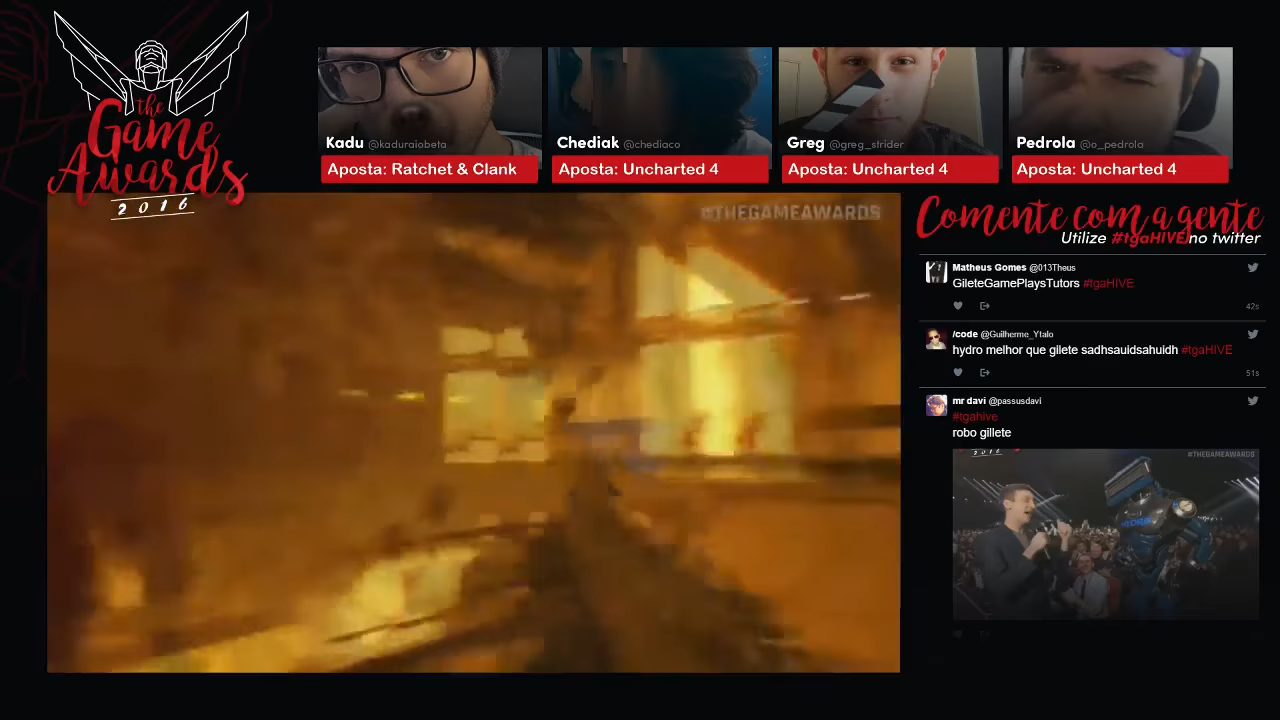 the
Game
Awards
2016
Kadu @kaduraiobeta
Aposta: Ratchet & Clank
Chediak @chediaco
Aposta: Uncharted 4
Greg @greg_strider
Aposta: Uncharted 4
Pedrola @o_pedrola
Aposta: Uncharted 4
#THEGAMEAWARDS
Comente com a gente
Utilize #tgaHIVE no twitter
Matheus Gomes @013Theus
GileteGamePlaysTutors #tgaHIVE
42s
/code @Guilherme_Ytalo
hydro melhor que gilete sadhsauidsahuidh #tgaHIVE
51s
mr davi @passusdavi
#tgahive
robo gillete
2016
#THEGAMEAWARDS
HYDRO